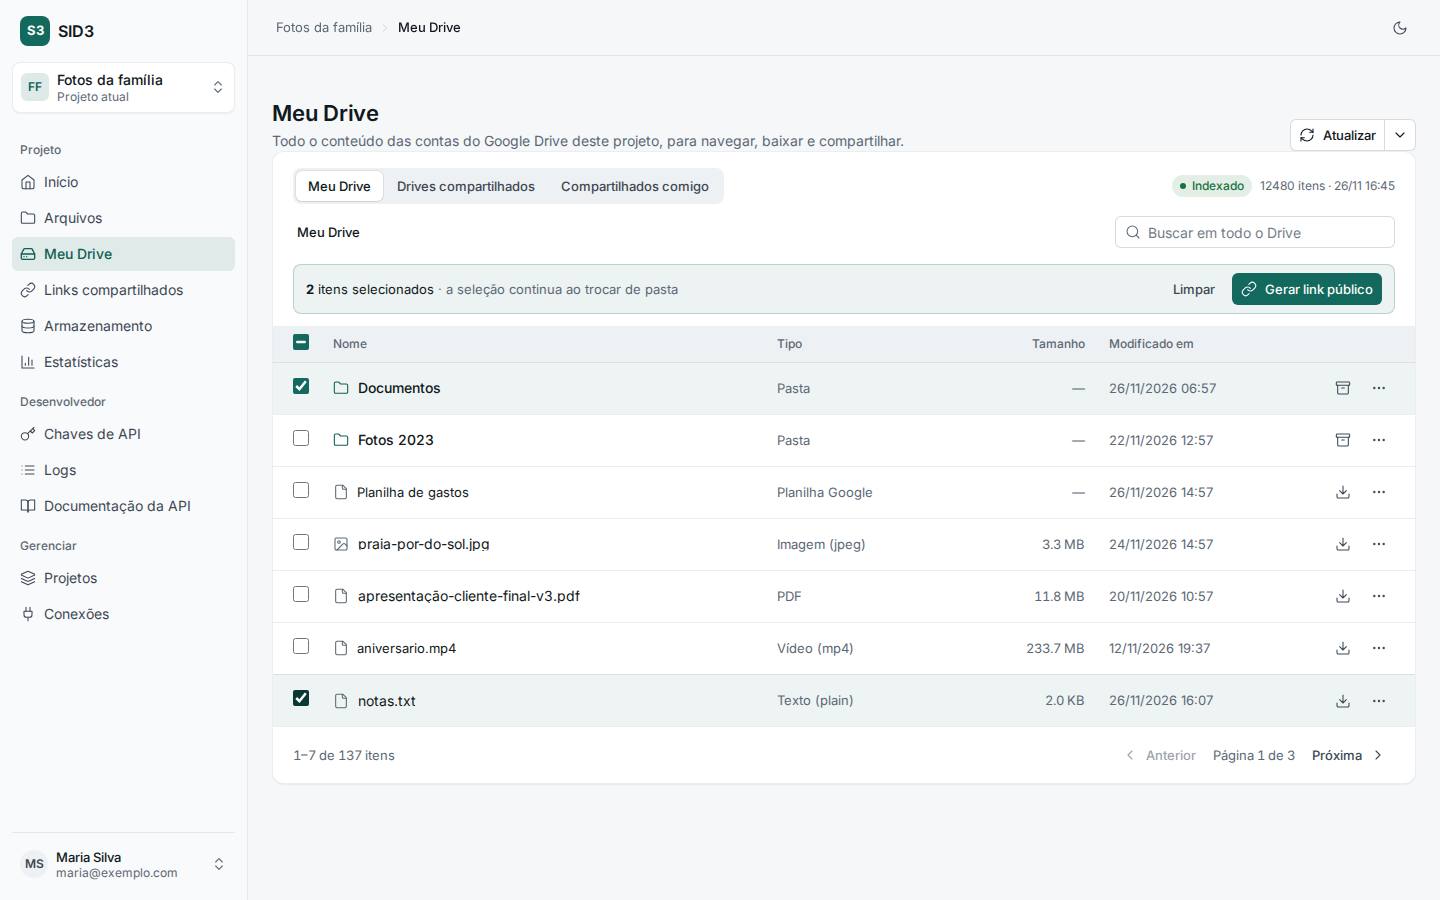 S3 SID3
FF Fotos da família
Projeto atual
Projeto
Início
Arquivos
Meu Drive
Links compartilhados
Armazenamento
Estatísticas
Desenvolvedor
Chaves de API
Logs
Documentação da API
Gerenciar
Projetos
Conexões
MS Maria Silva
maria@exemplo.com
Fotos da família Meu Drive
Meu Drive
Todo o conteúdo das contas do Google Drive deste projeto, para navegar, baixar e compartilhar.
Atualizar
Meu Drive Drives compartilhados Compartilhados comigo
Indexado 12480 itens · 26/11 16:45
Meu Drive
Buscar em todo o Drive
2 itens selecionados · a seleção continua ao trocar de pasta
Limpar Gerar link público
Nome Tipo Tamanho Modificado em
Documentos Pasta — 26/11/2026 06:57
Fotos 2023 Pasta — 22/11/2026 12:57
Planilha de gastos Planilha Google — 26/11/2026 14:57
praia-por-do-sol.jpg Imagem (jpeg) 3.3 MB 24/11/2026 14:57
apresentação-cliente-final-v3.pdf PDF 11.8 MB 20/11/2026 10:57
aniversario.mp4 Vídeo (mp4) 233.7 MB 12/11/2026 19:37
notas.txt Texto (plain) 2.0 KB 26/11/2026 16:07
1–7 de 137 itens
Anterior Página 1 de 3 Próxima